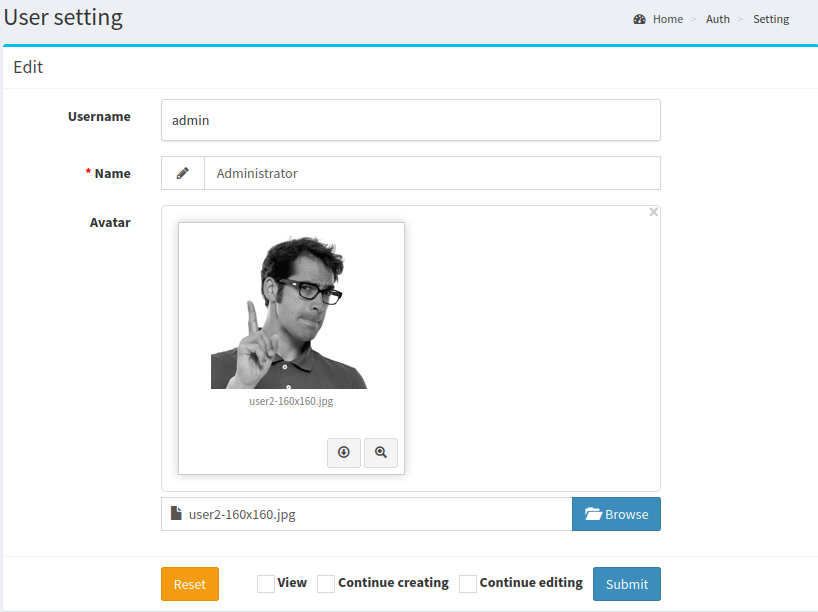 User setting
Home > Auth > Setting
Edit
Username
admin
* Name
Administrator
Avatar
×
user2-160x160.jpg
user2-160x160.jpg
Browse
Reset
View
Continue creating
Continue editing
Submit